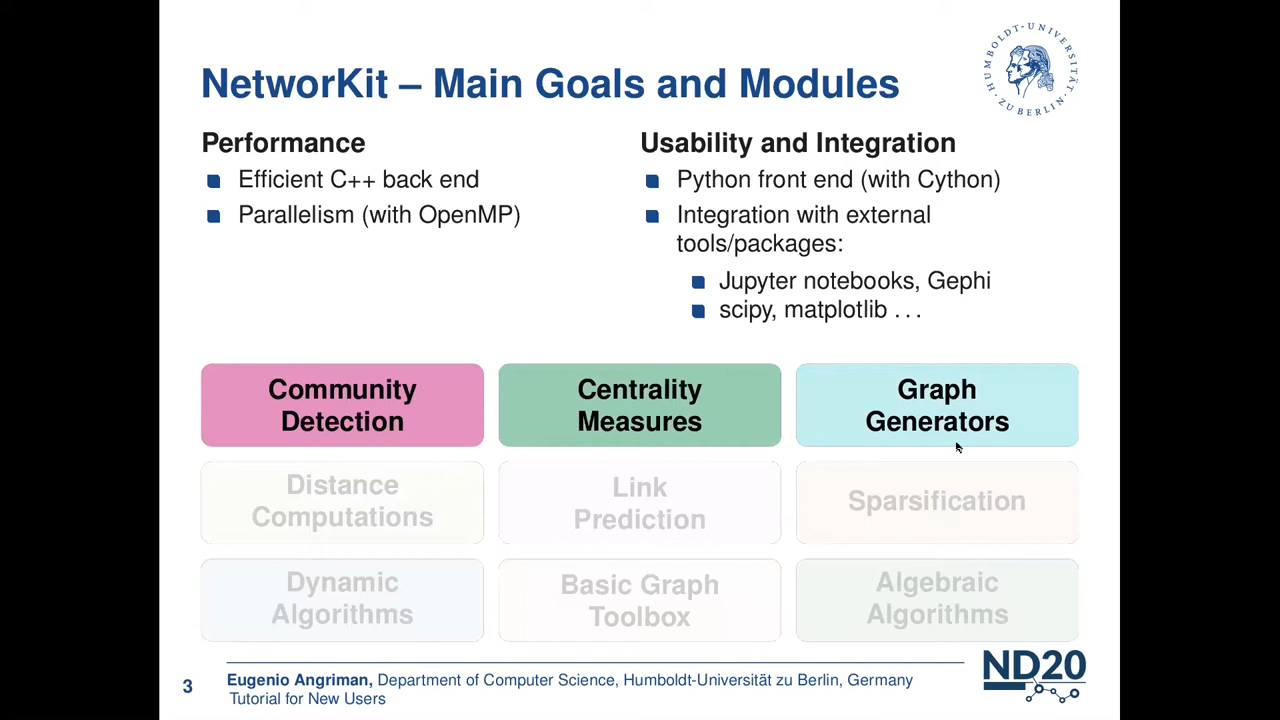 HUMBOLDT-UNIVERSITÄT ZU BERLIN
NetworKit – Main Goals and Modules
Performance
Efficient C++ back end
Parallelism (with OpenMP)
Usability and Integration
Python front end (with Cython)
Integration with external
tools/packages:
Jupyter notebooks, Gephi
scipy, matplotlib . . .
Community
Detection
Centrality
Measures
Graph
Generators
Distance
Computations
Link
Prediction
Sparsification
Dynamic
Algorithms
Basic Graph
Toolbox
Algebraic
Algorithms
3
Eugenio Angriman, Department of Computer Science, Humboldt-Universität zu Berlin, Germany
Tutorial for New Users
ND20